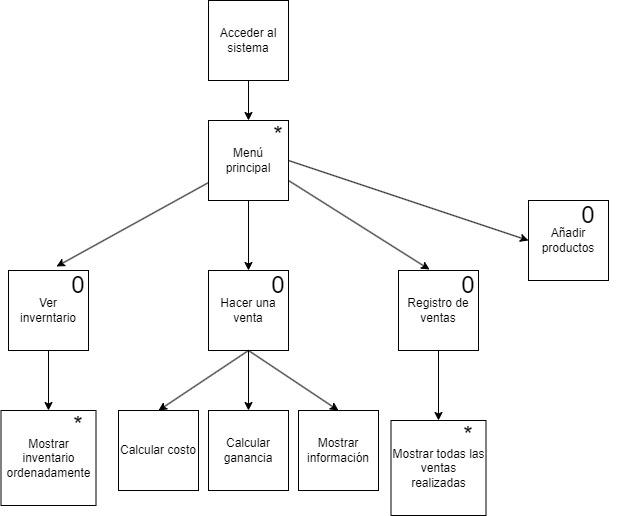 Acceder al
sistema
*
Menú
principal
0
Añadir
productos
0
Ver
inverntario
0
Hacer una
venta
0
Registro de
ventas
*
Mostrar
inventario
ordenadamente
Calcular costo
Calcular
ganancia
Mostrar
información
*
Mostrar todas las
ventas
realizadas